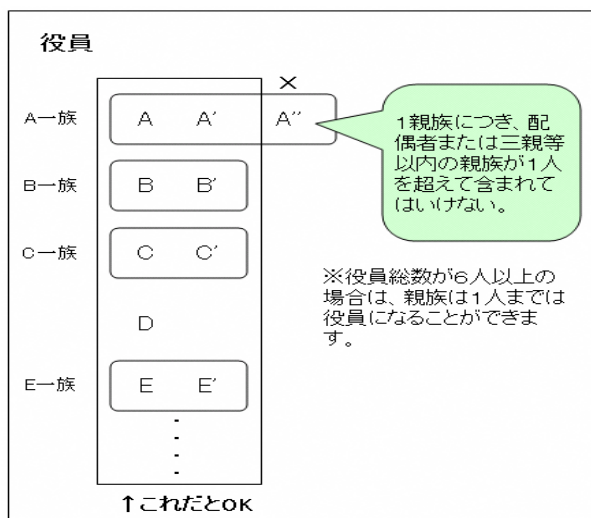 役員
×
A一族 A A′ A″
1親族につき、配
偶者または三親等
以内の親族が1人
を超えて含まれて
はいけない。
B一族 B B′
C一族 C C′
※役員総数が6人以上の
場合は、親族は1人までは
役員になることができま
す。
D
E一族 E E′
↑これだとOK